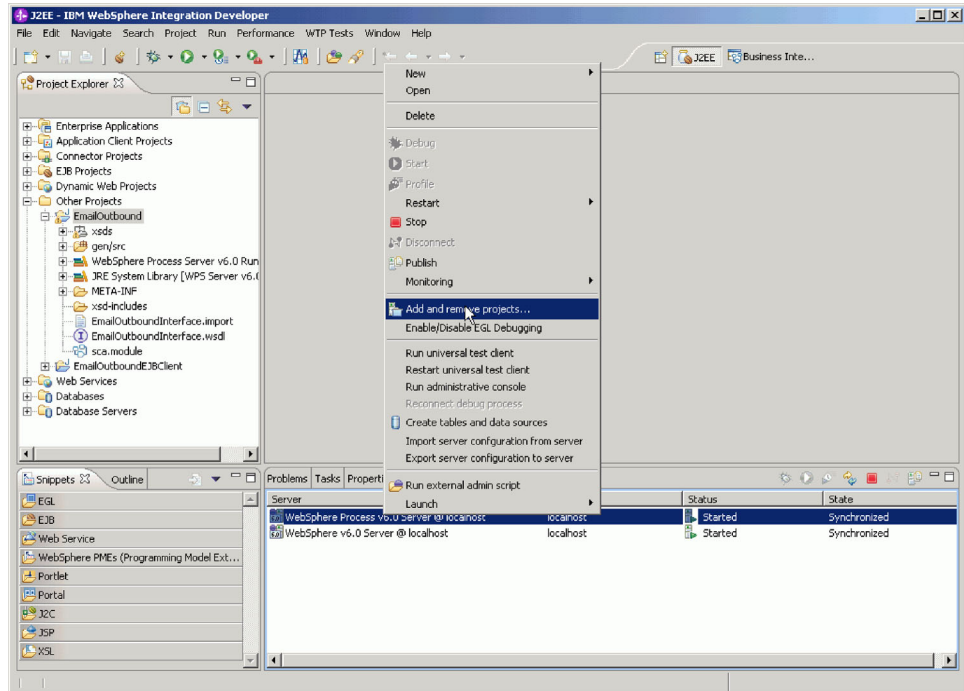 J2EE - IBM WebSphere Integration Developer
File Edit Navigate Search Project Run Performance WTP Tests Window Help
J2EE Business Inte...
Project Explorer
Enterprise Applications
Application Client Projects
Connector Projects
EJB Projects
Dynamic Web Projects
Other Projects
EmailOutbound
xsds
gen/src
WebSphere Process Server v6.0 Run
JRE System Library [WPS Server v6.(
META-INF
xsd-includes
EmailOutboundInterface.import
EmailOutboundInterface.wsdl
sca.module
EmailOutboundEJBClient
Web Services
Databases
Database Servers
New
Open
Delete
Debug
Start
Profile
Restart
Stop
Disconnect
Publish
Monitoring
Add and remove projects...
Enable/Disable EGL Debugging
Run universal test client
Restart universal test client
Run administrative console
Reconnect debug process
Create tables and data sources
Import server configuration from server
Export server configuration to server
Run external admin script
Launch
Snippets Outline
EGL
EJB
Web Service
WebSphere PMEs (Programming Model Ext...
Portlet
Portal
J2C
JSP
XSL
Problems Tasks Properti
Server Status State
WebSphere Process v6.0 Server @ localhost localhost Started Synchronized
WebSphere v6.0 Server @ localhost localhost Started Synchronized